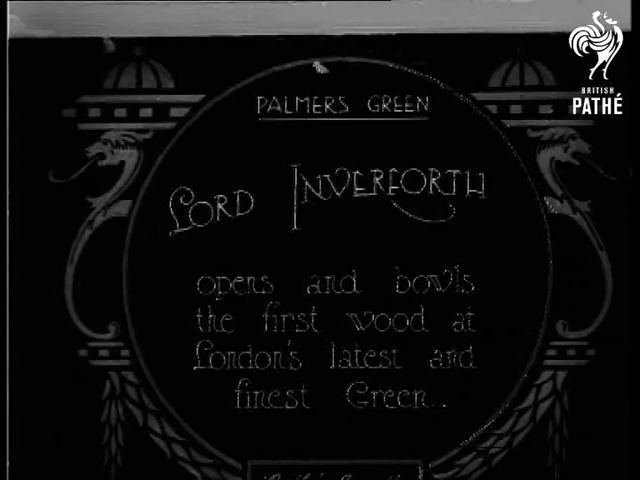 BRITISH
PATHÉ
PALMERS GREEN
LORD INVERFORTH
opens and bowls
the first wood at
London's latest and
finest Green.